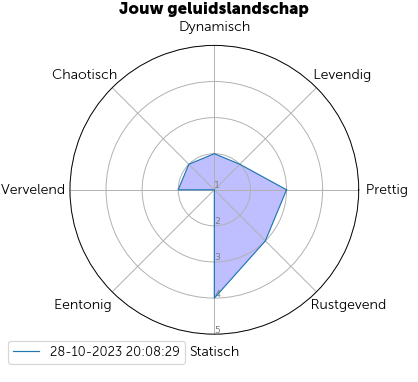 Jouw geluidslandschap
Dynamisch
Chaotisch
Levendig
1
Vervelend
Prettig
2
3
4
Eentonig
Rustgevend
5
28-10-2023 20:08:29
Statisch